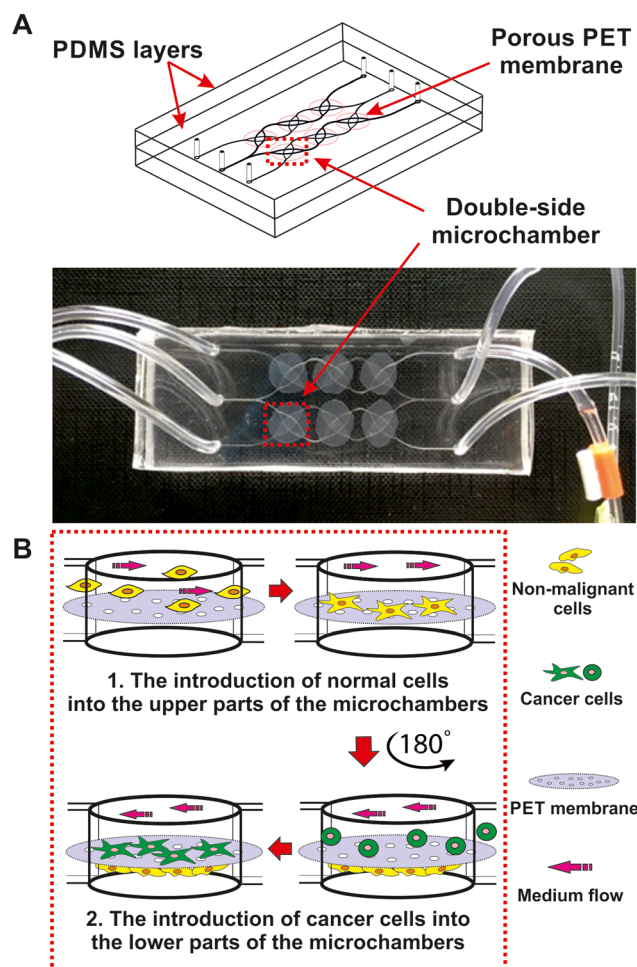 A
PDMS layers
Porous PET
membrane
Double-side
microchamber
B
1. The introduction of normal cells
into the upper parts of the microchambers
180°
2. The introduction of cancer cells into
the lower parts of the microchambers
Non-malignant
cells
Cancer cells
PET membrane
Medium flow